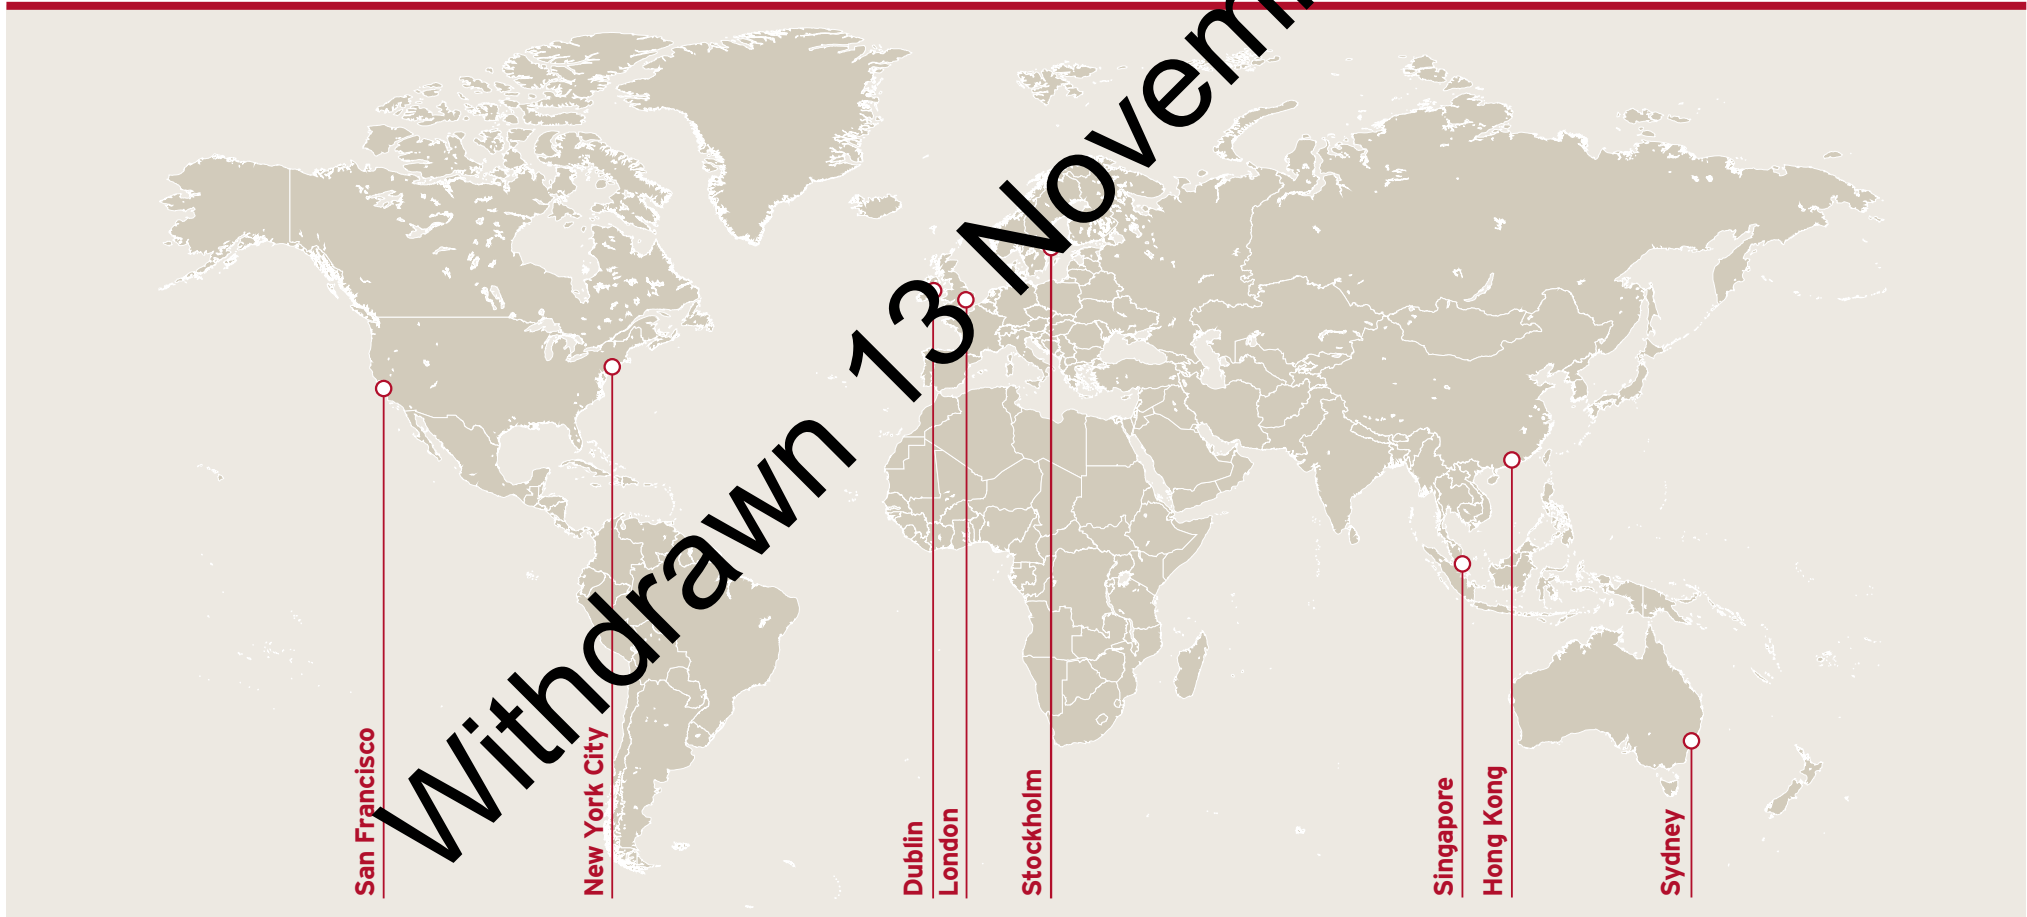 Withdrawn 13 Novem
San Francisco
New York City
Dublin
London
Stockholm
Singapore
Hong Kong
Sydney